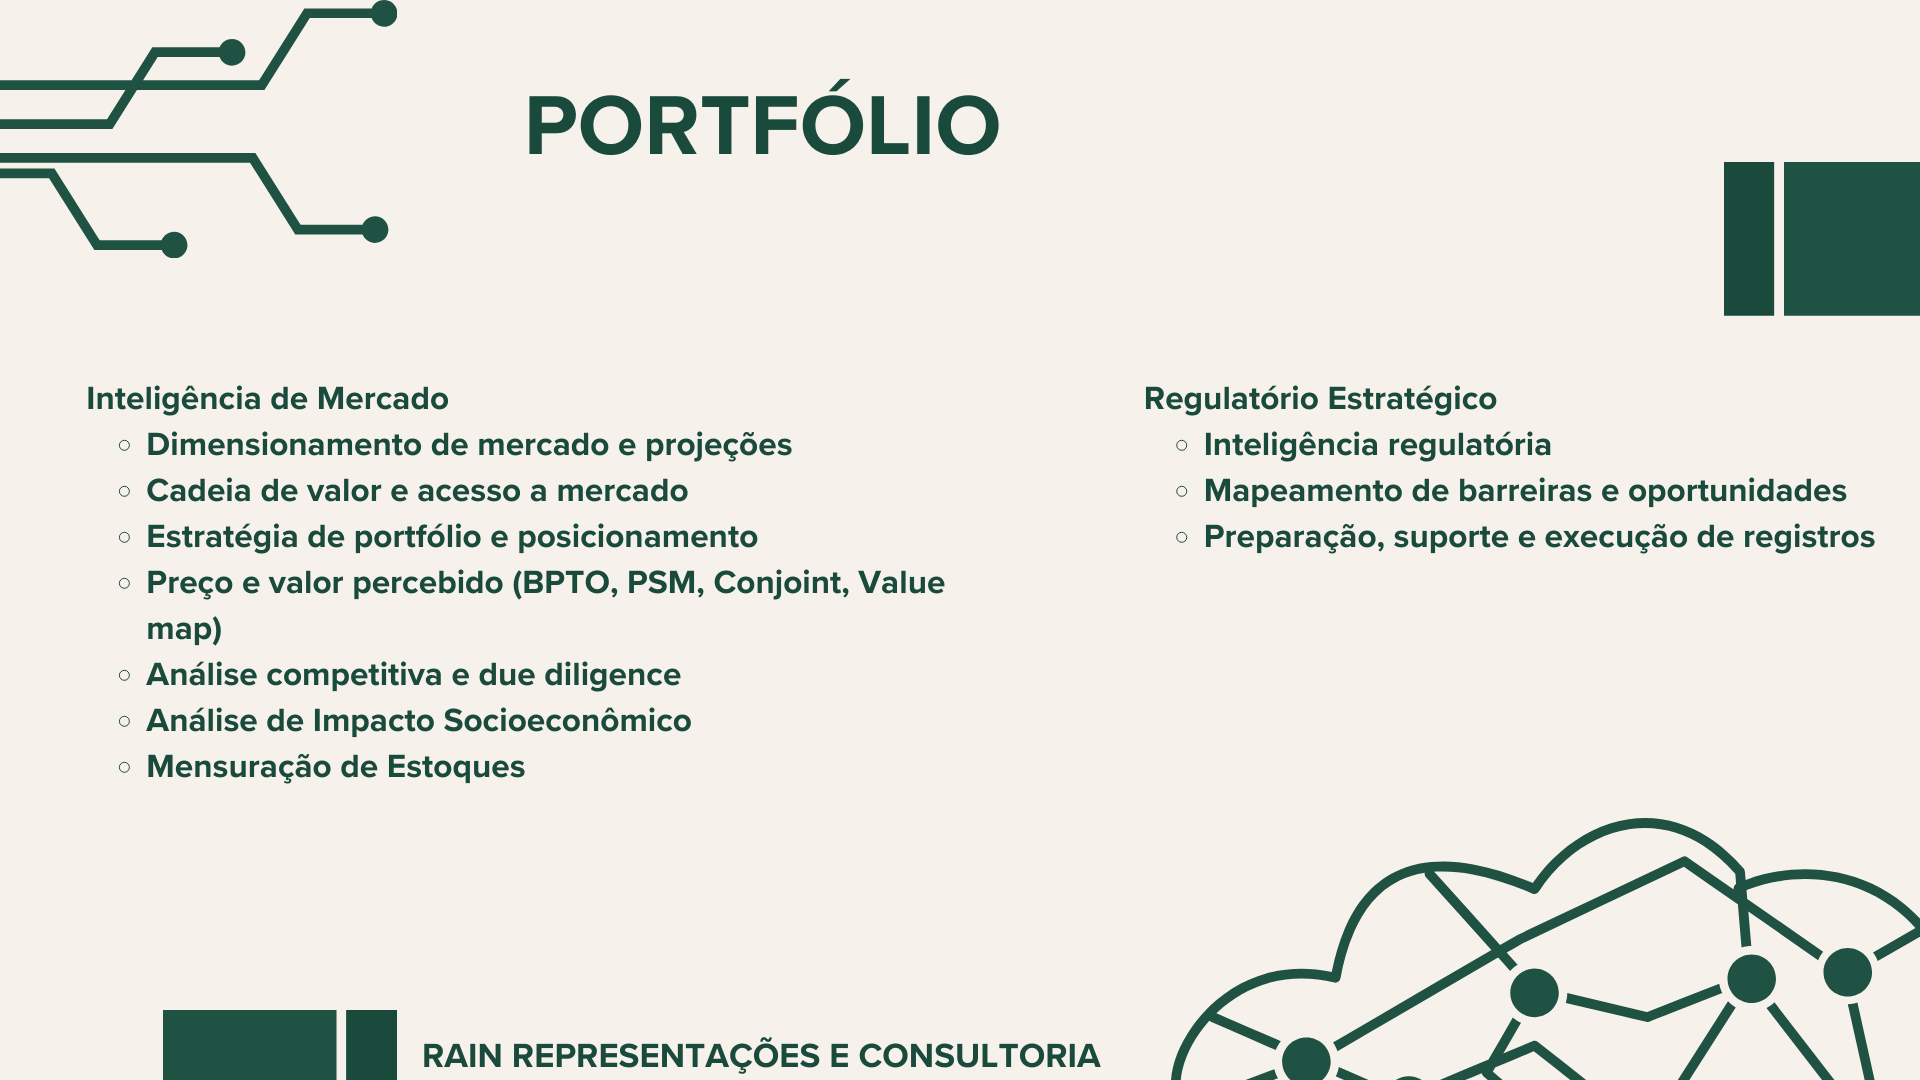 PORTFÓLIO
Inteligência de Mercado
Dimensionamento de mercado e projeções
Cadeia de valor e acesso a mercado
Estratégia de portfólio e posicionamento
Preço e valor percebido (BPTO, PSM, Conjoint, Value
map)
Análise competitiva e due diligence
Análise de Impacto Socioeconômico
Mensuração de Estoques
Regulatório Estratégico
Inteligência regulatória
Mapeamento de barreiras e oportunidades
Preparação, suporte e execução de registros
RAIN REPRESENTAÇÕES E CONSULTORIA